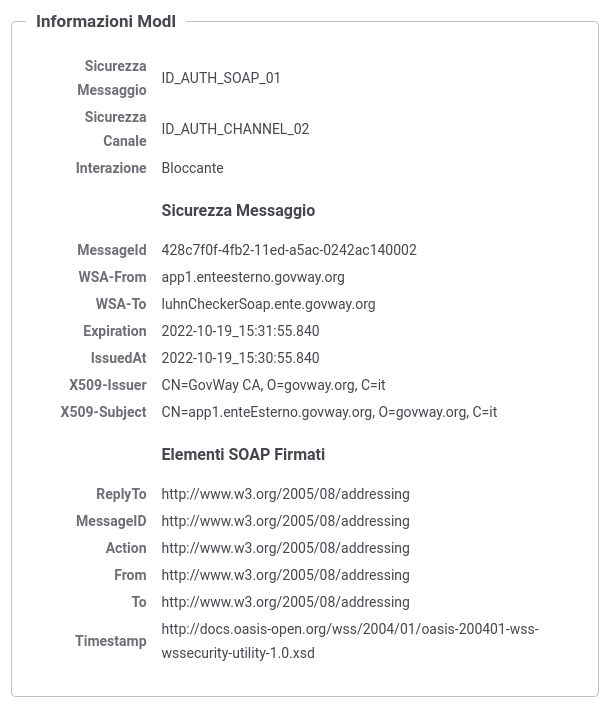 Informazioni ModI
Sicurezza
Messaggio
ID_AUTH_SOAP_01
Sicurezza
Canale
ID_AUTH_CHANNEL_02
Interazione Bloccante
Sicurezza Messaggio
MessageId 428c7f0f-4fb2-11ed-a5ac-0242ac140002
WSA-From app1.enteesterno.govway.org
WSA-To luhnCheckerSoap.ente.govway.org
Expiration 2022-10-19_15:31:55.840
IssuedAt 2022-10-19_15:30:55.840
X509-Issuer CN=GovWay CA, O=govway.org, C=it
X509-Subject CN=app1.enteEsterno.govway.org, O=govway.org, C=it
Elementi SOAP Firmati
ReplyTo http://www.w3.org/2005/08/addressing
MessageID http://www.w3.org/2005/08/addressing
Action http://www.w3.org/2005/08/addressing
From http://www.w3.org/2005/08/addressing
To http://www.w3.org/2005/08/addressing
Timestamp http://docs.oasis-open.org/wss/2004/01/oasis-200401-wss-
wssecurity-utility-1.0.xsd